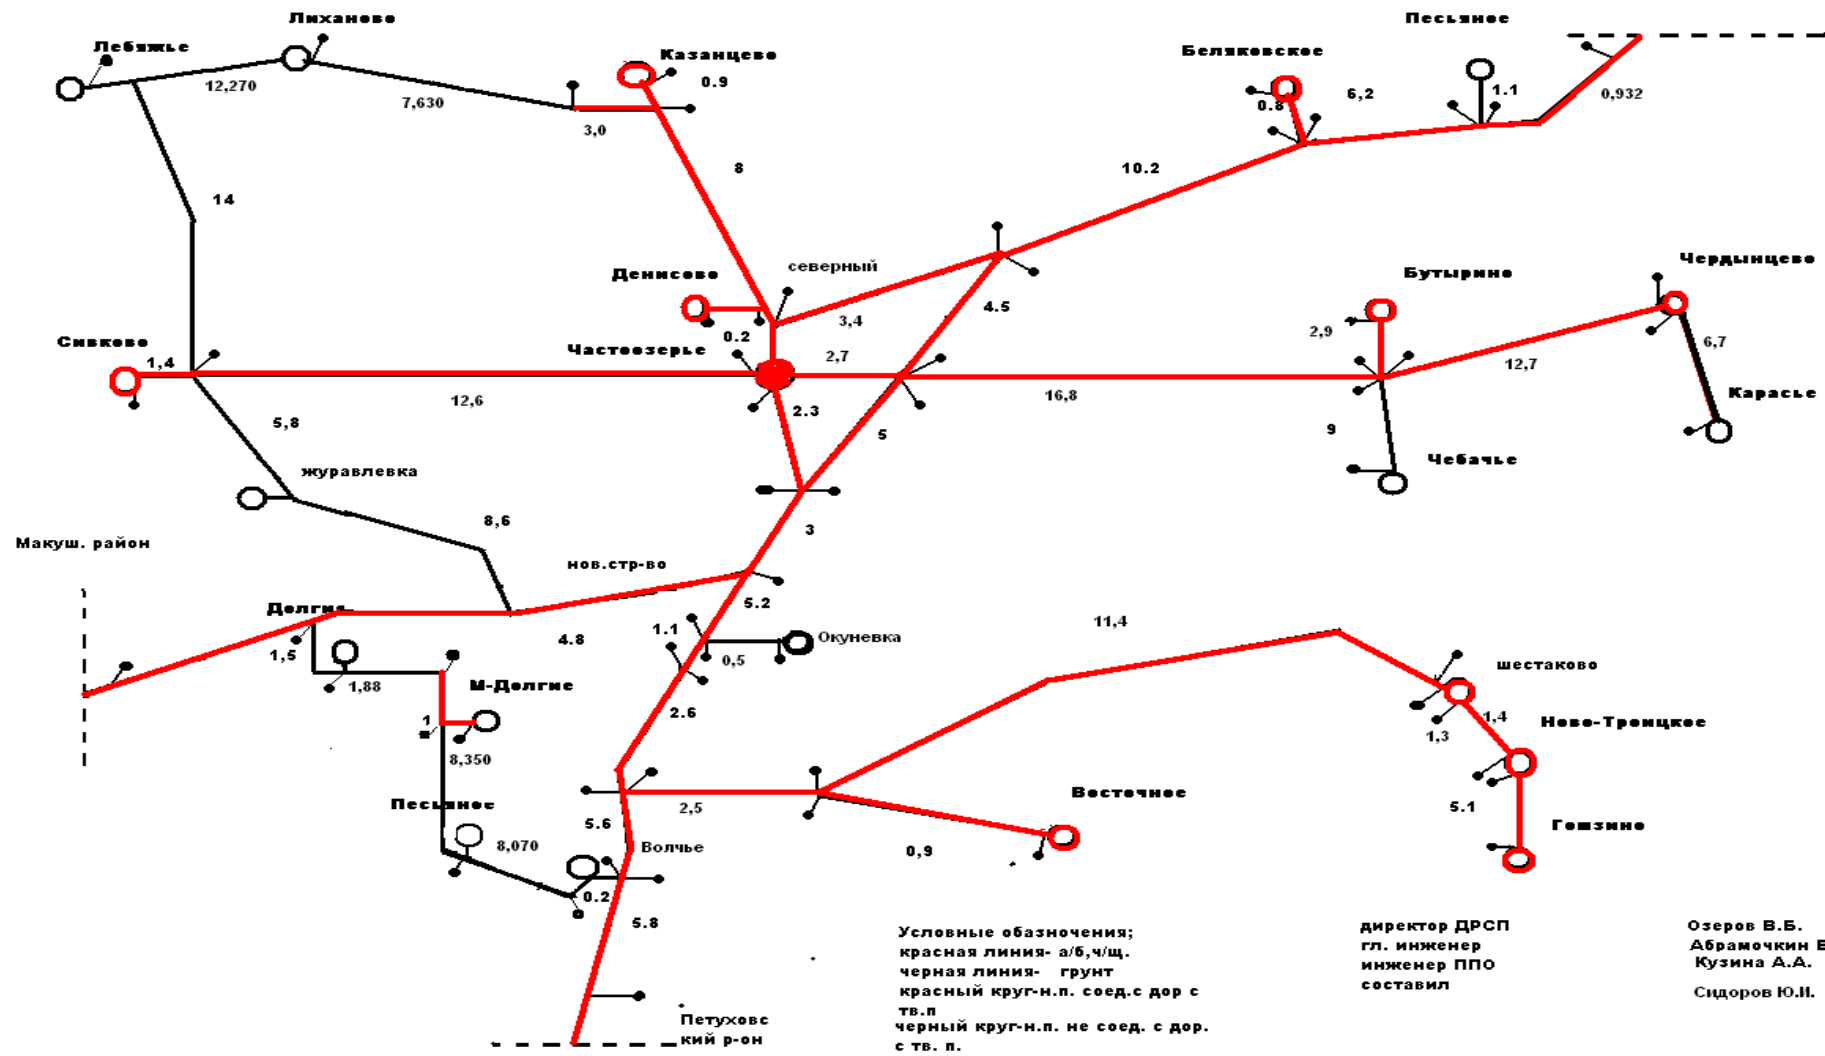 Лиханово
Песьяное
Лебяжье
Казанцево
Беляковское
12,270
0.9
7,630
3,0
0.8
6,2
1.1
0,932
8
10.2
14
северный
Денисово
Бутырино
Чердынцево
4.5
3,4
0.2
2,9
6,7
Сивково
1,4
Частоозерье
2,7
12,7
12,6
2.3
16,8
Карасье
5,8
5
9
Чебачье
журавлевка
8,6
3
Макуш. район
нов.стр-во
Долгие
5.2
4.8
1.1
Окуневка
11,4
1,5
0,5
шестаково
1,88
М-Долгие
2.6
1
1,4
1,3
Ново-Троицкое
8,350
Песьяное
2,5
Восточное
5.1
5.6
Гошзино
8,070
Волчье
0,9
0.2
5.8
Условные обазночения;
красная линия- а/б,ч/щ.
черная линия- грунт
красный круг-н.п. соед.с дор с
тв.п
черный круг-н.п. не соед. с дор.
с тв. п.
директор ДРСП
гл. инженер
инженер ППО
составил
Озеров В.Б.
Абрамочкин В
Кузина А.А.
Сидоров Ю.И.
Петуховс
кий р-он